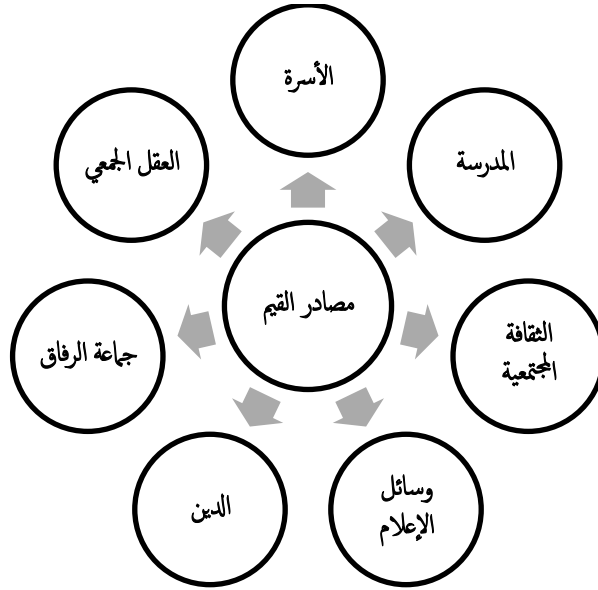 الأسرة
المدرسة
العقل الجمعي
مصادر القيم
الثقافة
المجتمعية
جماعة الرفاق
وسائل
الإعلام
الدين